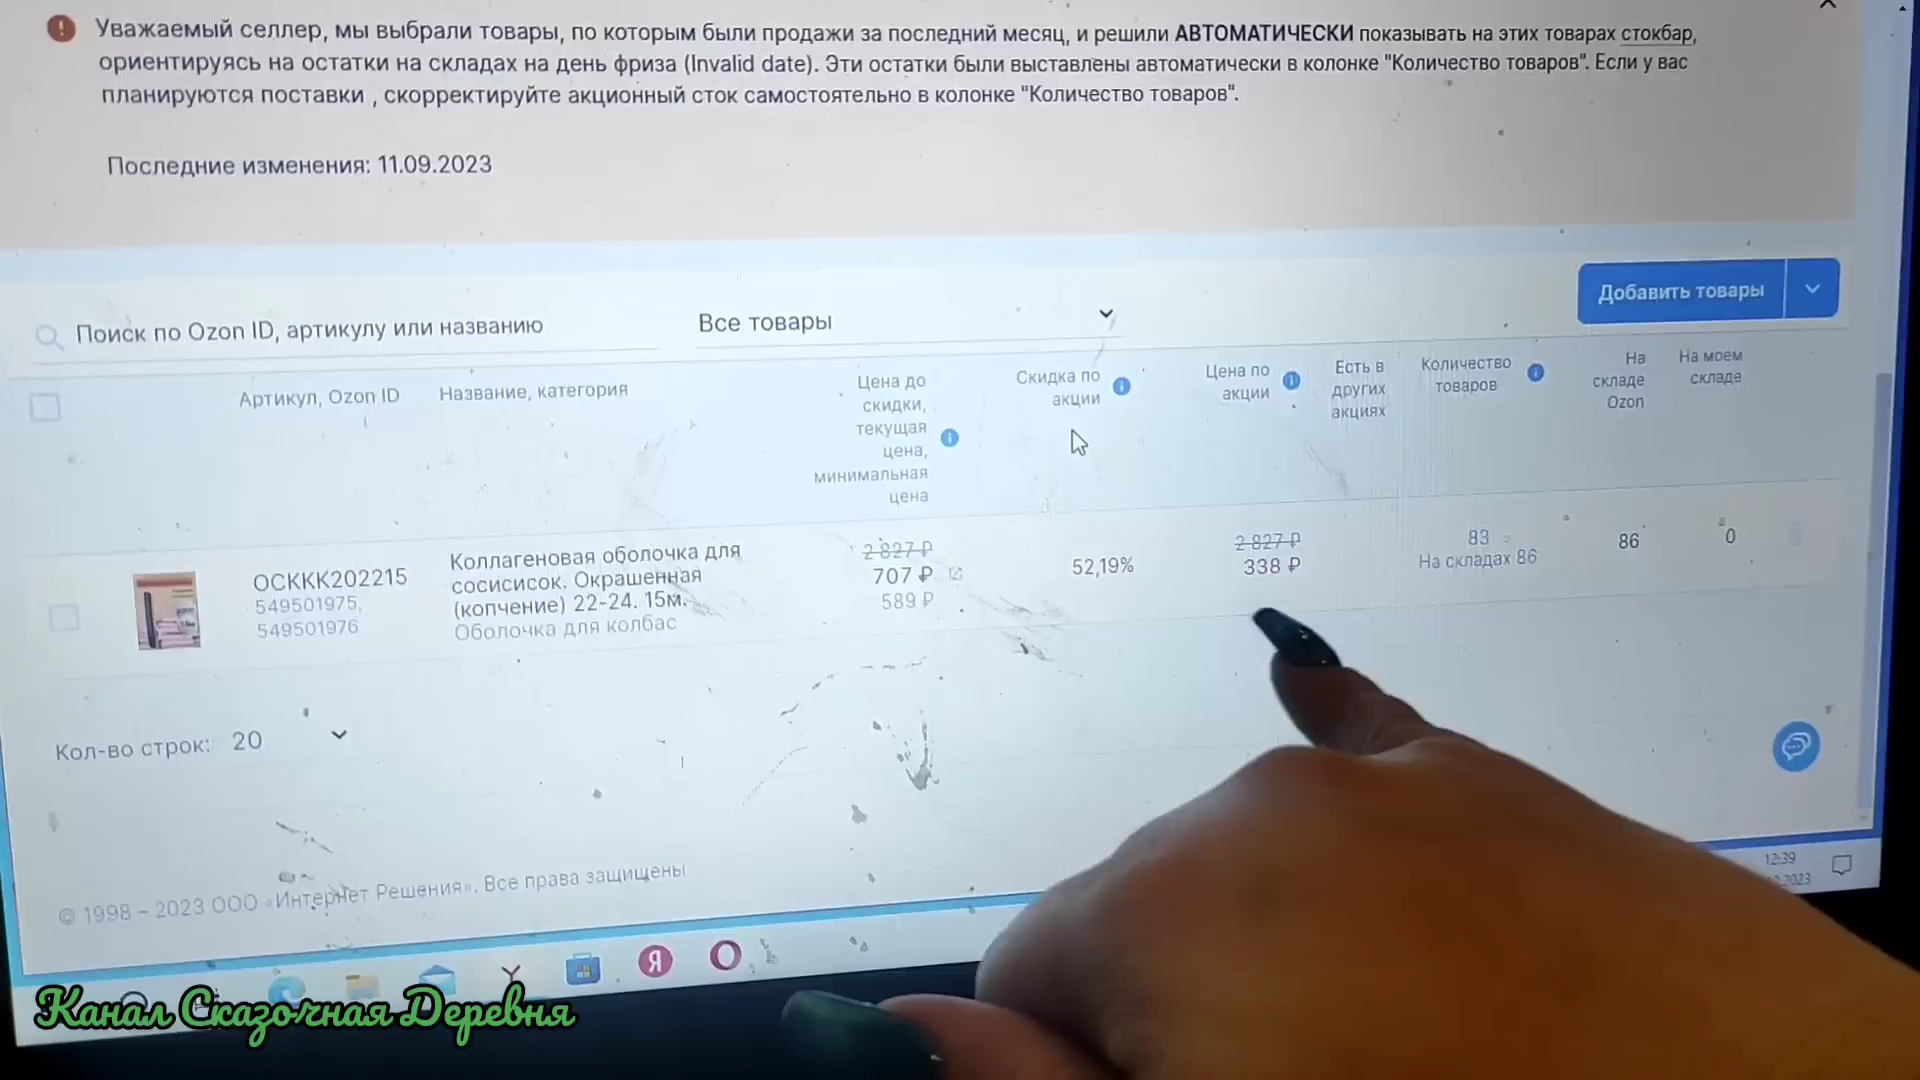 Уважаемый селлер, мы выбрали товары, по которым были продажи за последний месяц, и решили АВТОМАТИЧЕСКИ показывать на этих товарах стокбар,
ориентируясь на остатки на складах на день фриза (Invalid date). Эти остатки были выставлены автоматически в колонке "Количество товаров". Если у вас
планируются поставки , скорректируйте акционный сток самостоятельно в колонке "Количество товаров".
Последние изменения: 11.09.2023
Добавить товары
Поиск по Ozon ID, артикулу или названию
Все товары
Артикул, Ozon ID
Название, категория
Цена до
скидки,
текущая
цена,
минимальная
цена
Скидка по
акции
Цена по
акции
Есть в
других
акциях
Количество
товаров
На
складе
Ozon
На моем
складе
ОСККК202215
549501975,
549501976
Коллагеновая оболочка для
сосисисок. Окрашенная
(копчение) 22-24. 15м.
Оболочка для колбас
2 827 ₽
707 ₽
589 ₽
52,19%
2 827 ₽
338 ₽
83
На складах 86
86
0
Кол-во строк: 20
© 1998 – 2023 ООО «Интернет Решения». Все права защищены
12:39
2023
Я
Канал Сказочная Деревня